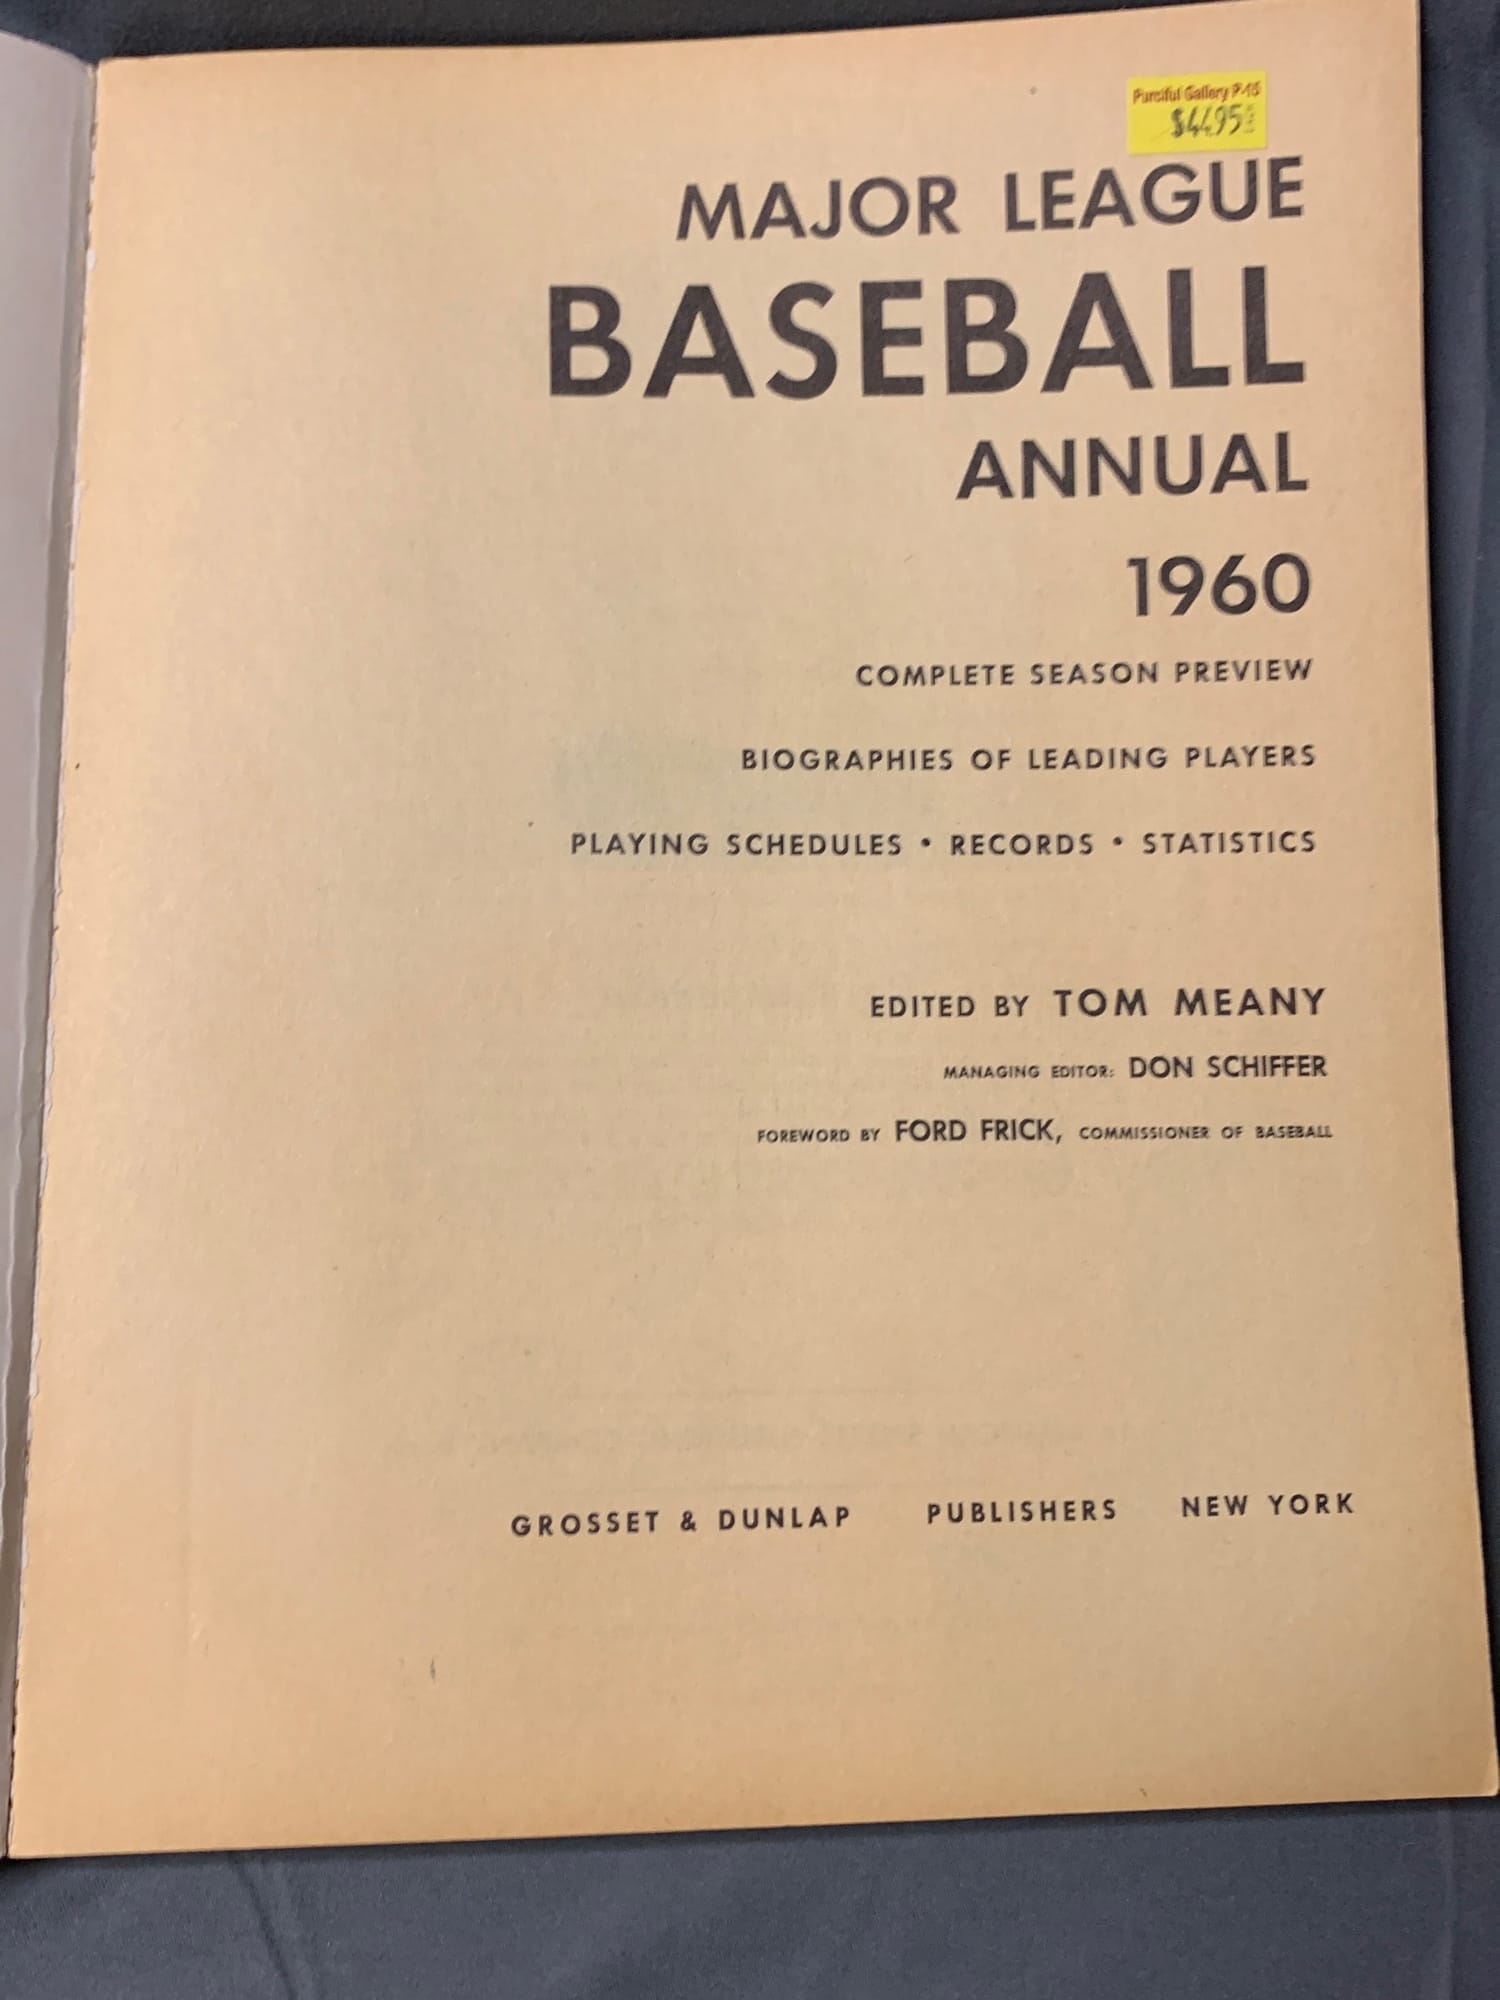 Purciful Gallery P-15
$44.95
MAJOR LEAGUE
BASEBALL
ANNUAL
1960
COMPLETE SEASON PREVIEW
BIOGRAPHIES OF LEADING PLAYERS
PLAYING SCHEDULES • RECORDS • STATISTICS
EDITED BY TOM MEANY
MANAGING EDITOR: DON SCHIFFER
FOREWORD BY FORD FRICK, COMMISSIONER OF BASEBALL
GROSSET & DUNLAP PUBLISHERS NEW YORK